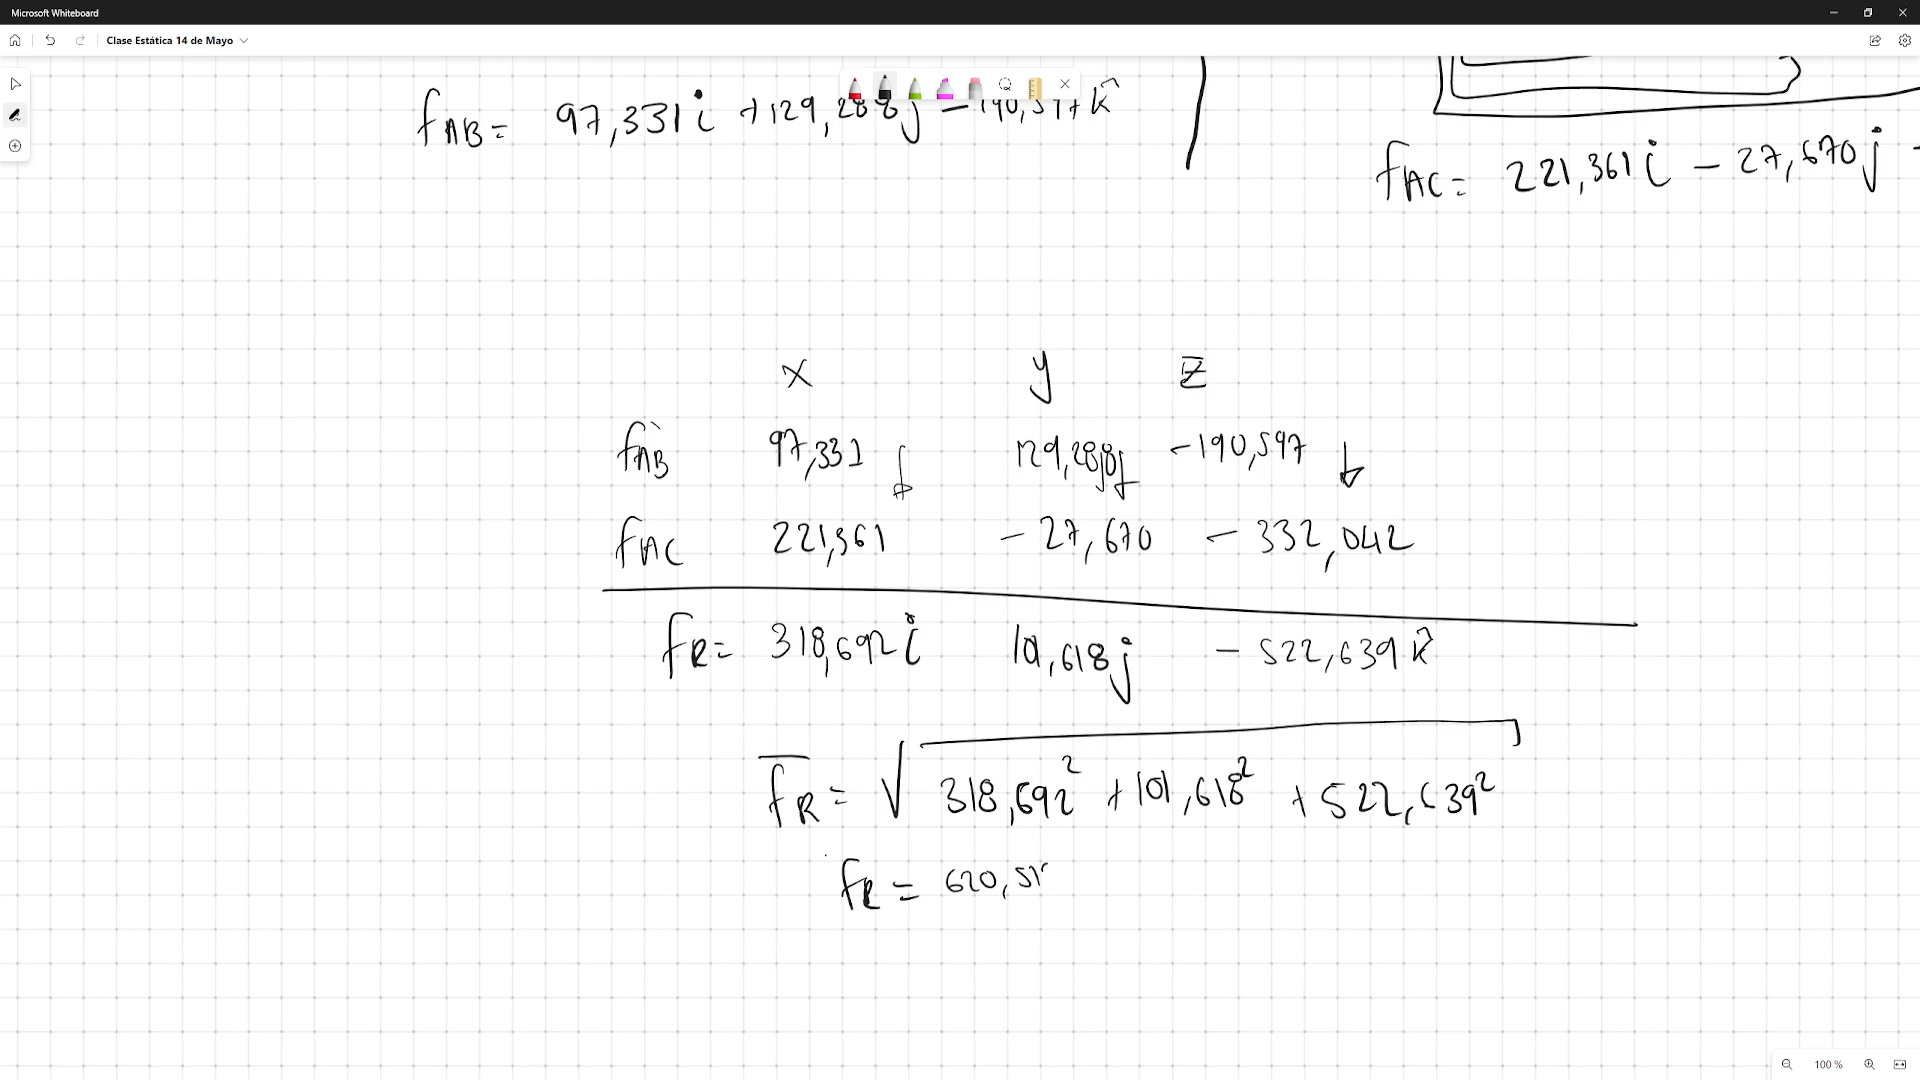 Microsoft Whiteboard
Clase Estática 14 de Mayo
fAB = 97,331 i + 129,288 j - 190,597 k̂
fAC = 221,361 i - 27,670 j -
x y z
fAB 97,331 129,288 -190,597
fAC 221,361 - 27,670 - 332,042
fR = 318,692 i 101,618 j - 522,639 k̂
fR = √ 318,692² + 101,618² + 522,639²
fR = 620,51
100 %